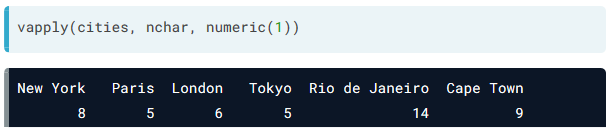 vapply(cities, nchar, numeric(1))
New York Paris London Tokyo Rio de Janeiro Cape Town
8 5 6 5 14 9